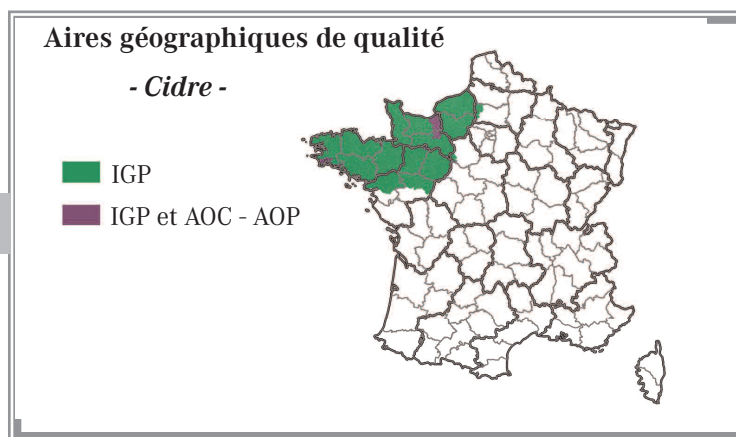 Aires géographiques de qualité
- Cidre -
IGP
IGP et AOC - AOP